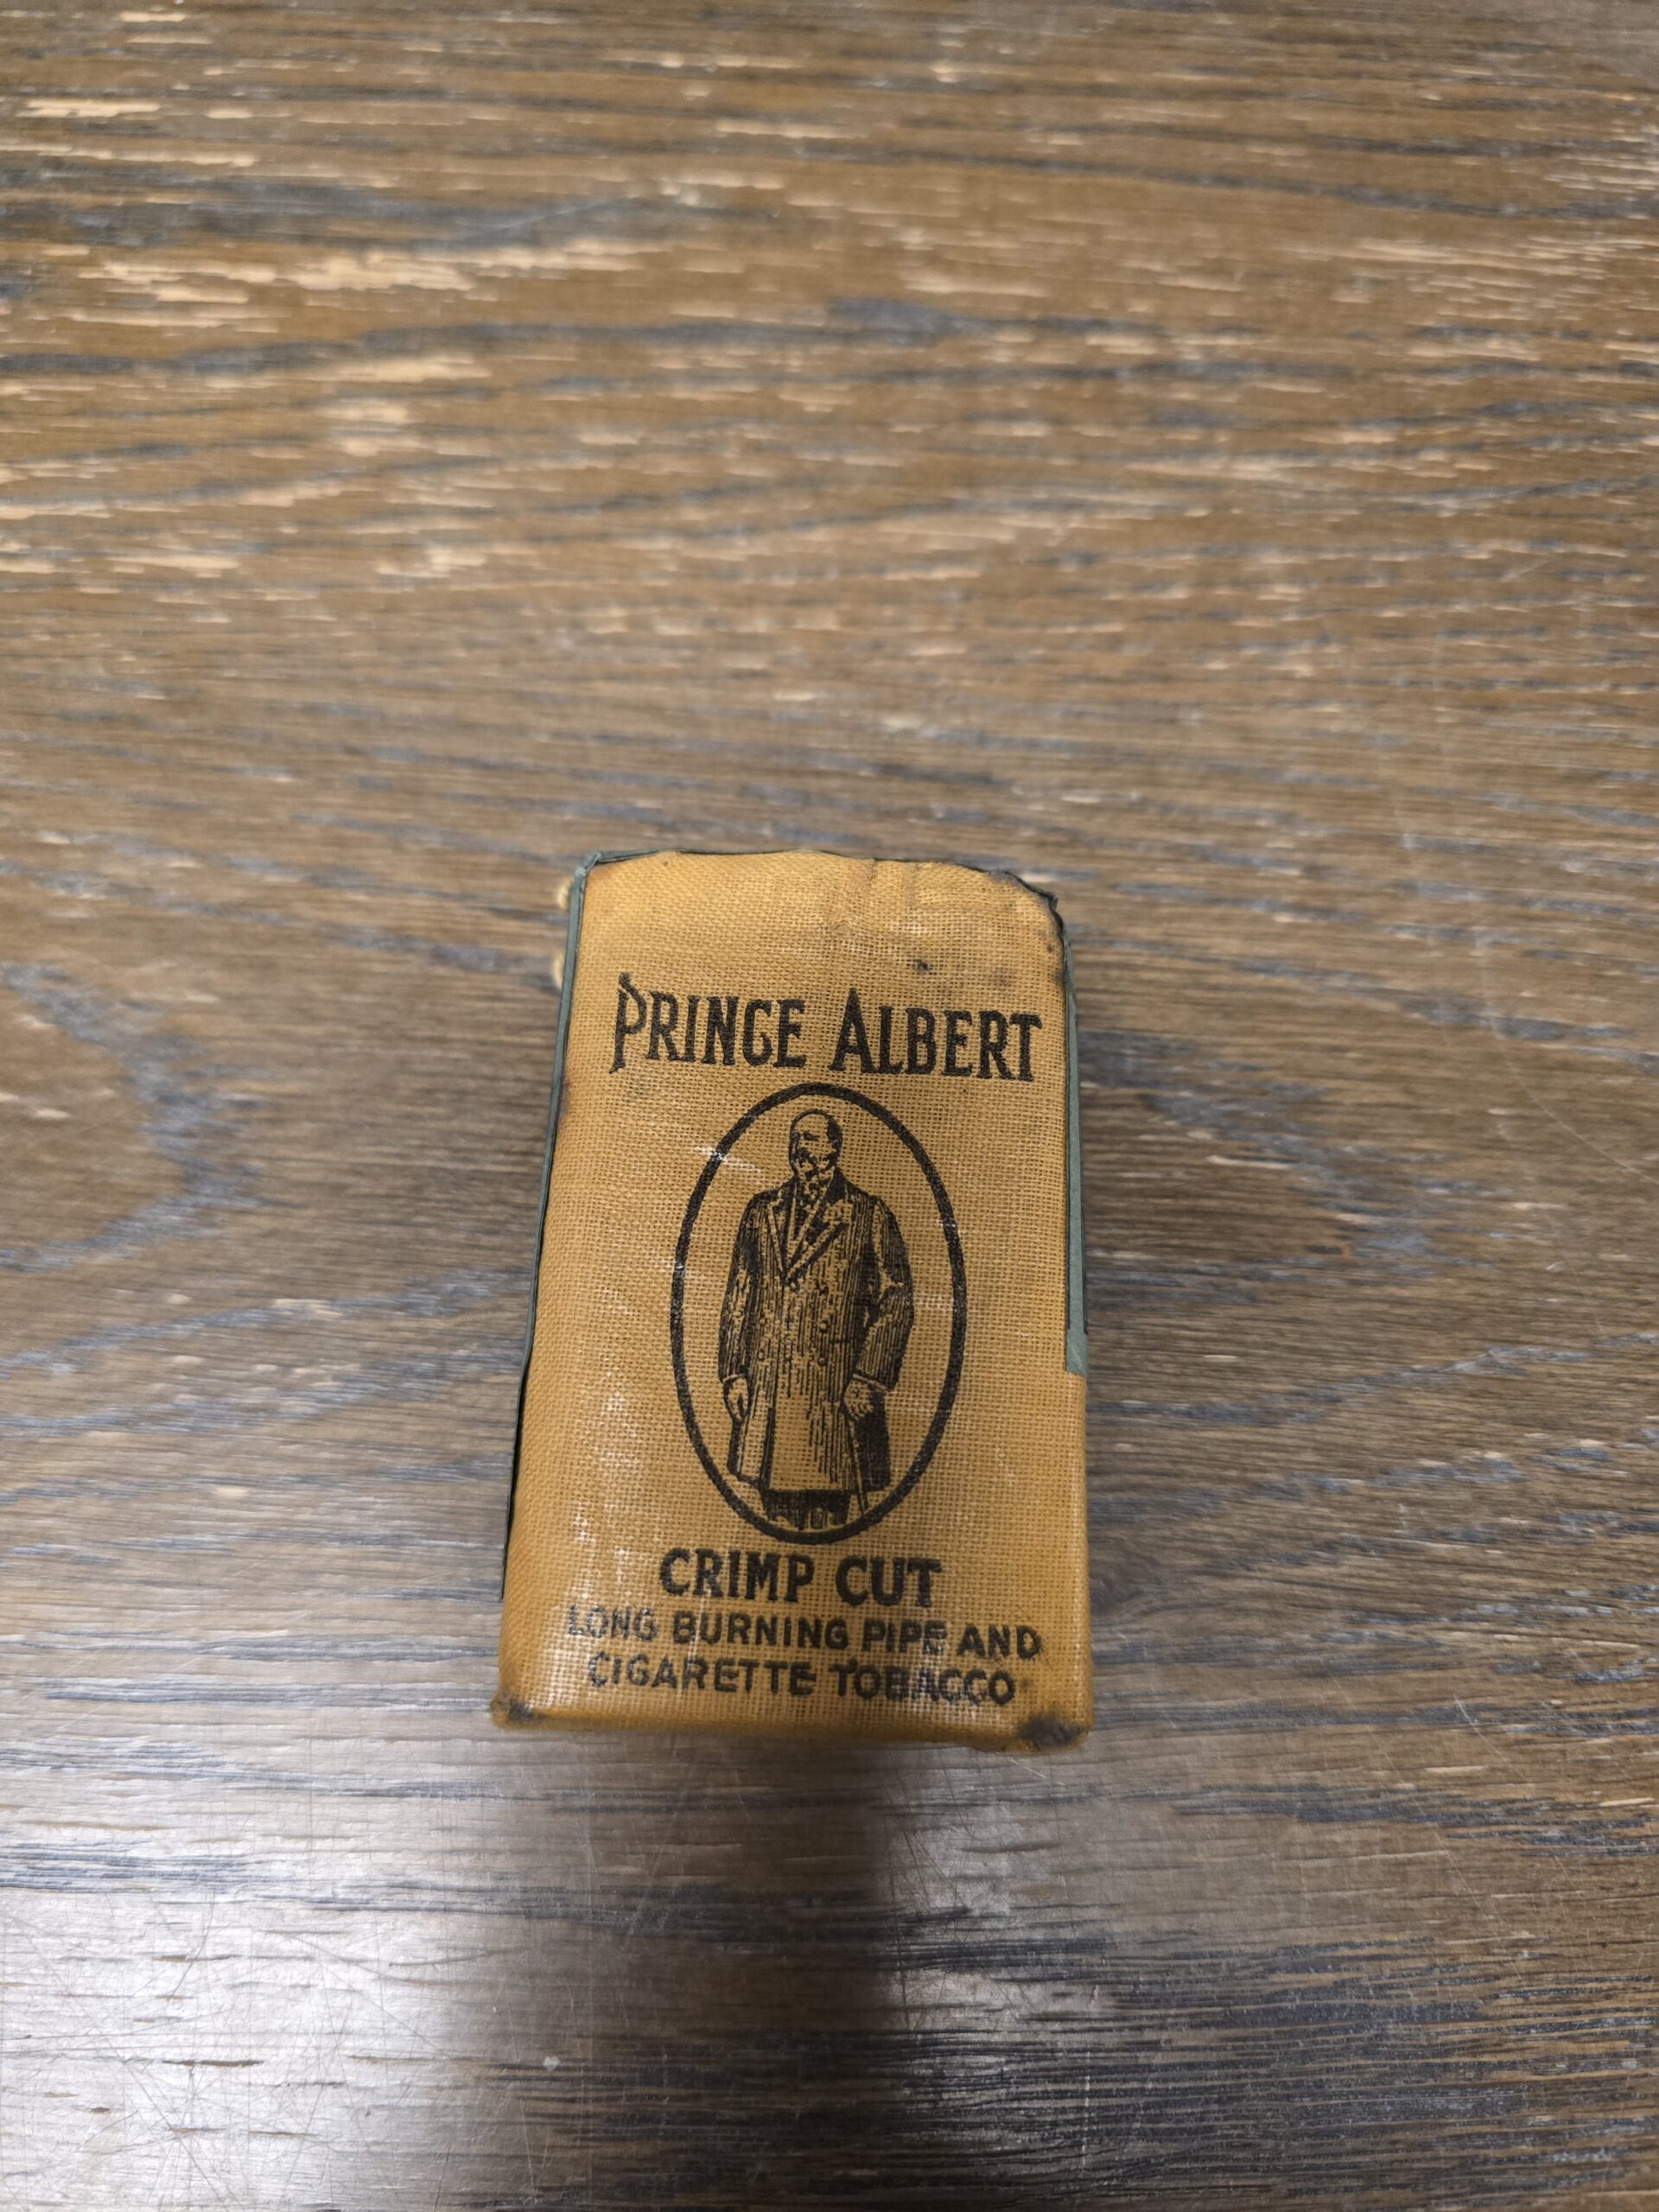 PRINCE ALBERT
CRIMP CUT
LONG BURNING PIPE AND
CIGARETTE TOBACCO